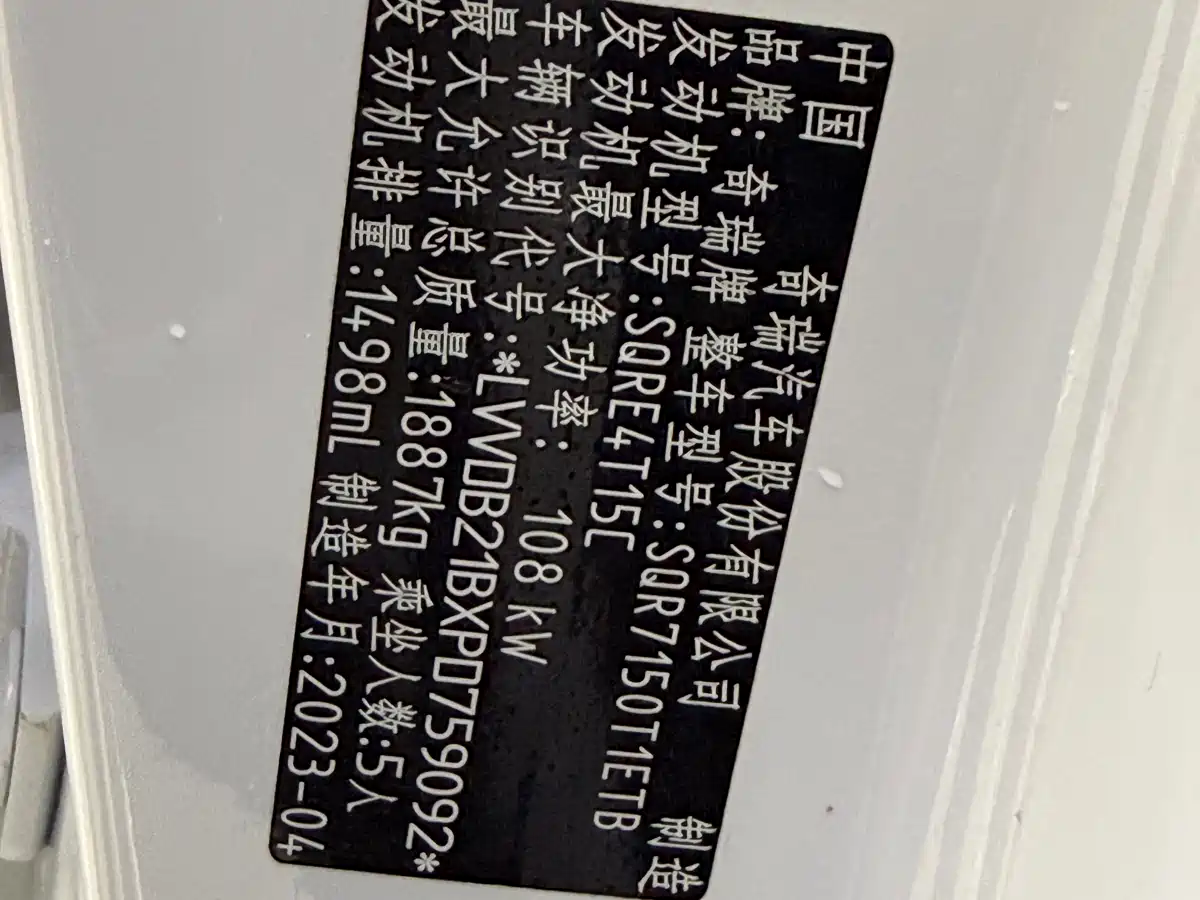 中国 奇瑞汽车股份有限公司 制造
品牌:奇瑞牌 整车型号:SQR7150T1ETB
发动机型号:SQRE4T15C
发动机最大净功率: 108 kW
车辆识别代号:*LVVDB21BXPD759092*
最大允许总质量:1887kg 乘坐人数:5人
发动机排量:1498mL 制造年月:2023-04